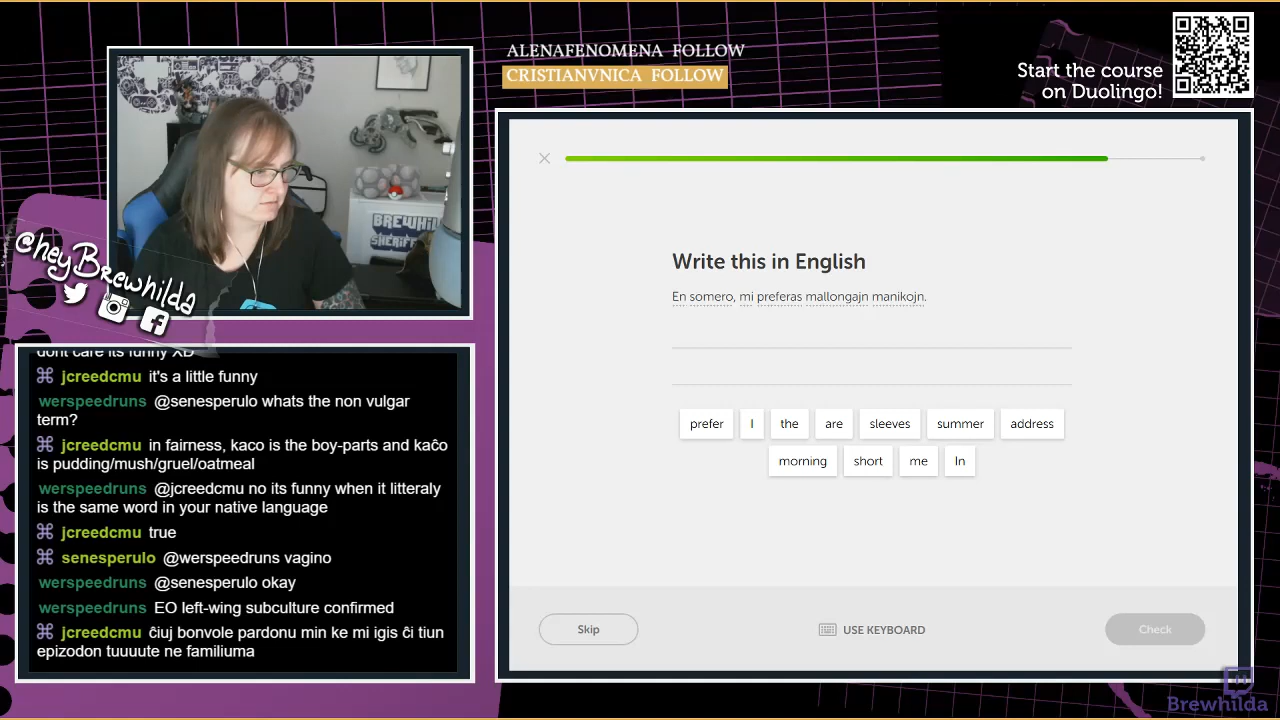 ALENAFENOMENA FOLLOW
CRISTIANVNICA FOLLOW
Start the course
on Duolingo!
BREWHIL
SHERIFF
@heyBrewhilda
dont care its funny XD
jcreedcmu it's a little funny
werspeedruns @senesperulo whats the non vulgar
term?
jcreedcmu in fairness, kaco is the boy-parts and kaĉo
is pudding/mush/gruel/oatmeal
werspeedruns @jcreedcmu no its funny when it litteraly
is the same word in your native language
jcreedcmu true
senesperulo @werspeedruns vagino
werspeedruns @senesperulo okay
werspeedruns EO left-wing subculture confirmed
jcreedcmu ĉiuj bonvole pardonu min ke mi igis ĉi tiun
epizodon tuuuute ne familiuma
Write this in English
En somero, mi preferas mallongajn manikojn.
prefer I the are sleeves summer address
morning short me In
Skip
USE KEYBOARD
Check
Brewhilda